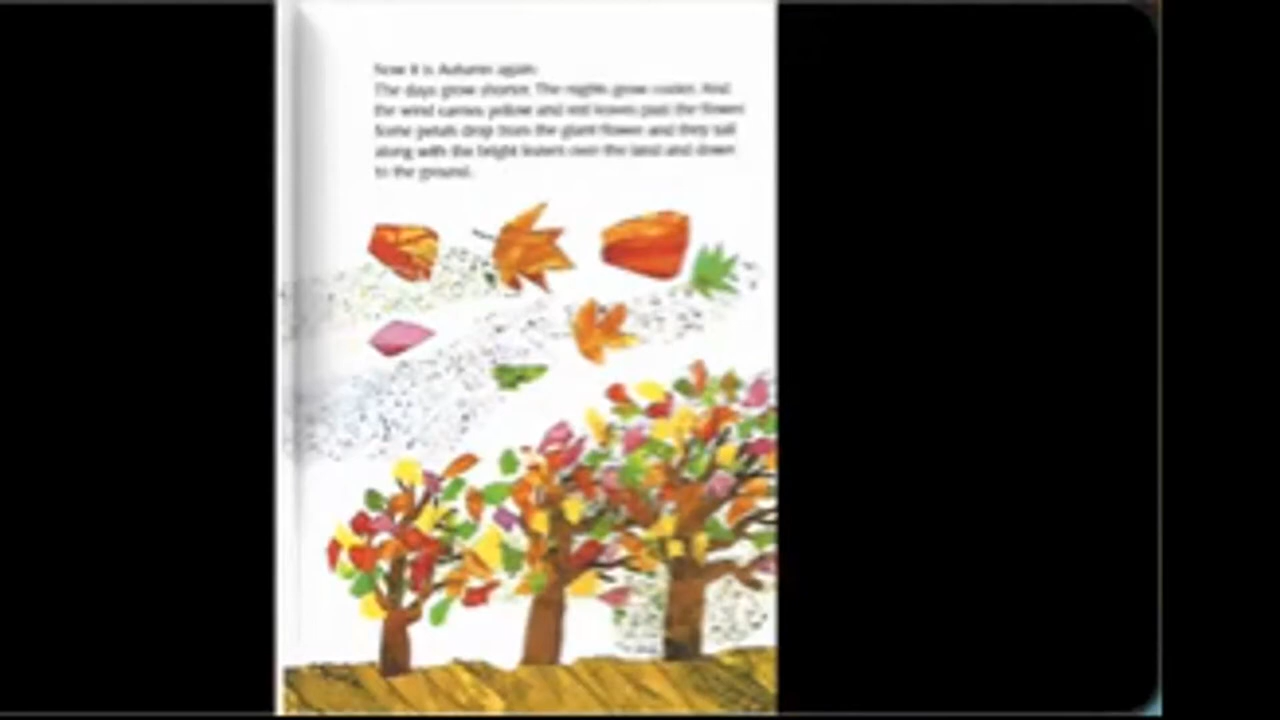 Now it is Autumn again.
The days grow shorter. The nights grow cooler. And
the wind carries yellow and red leaves past the flower.
Some petals drop from the giant flower and they sail
along with the bright leaves over the land and down
to the ground.